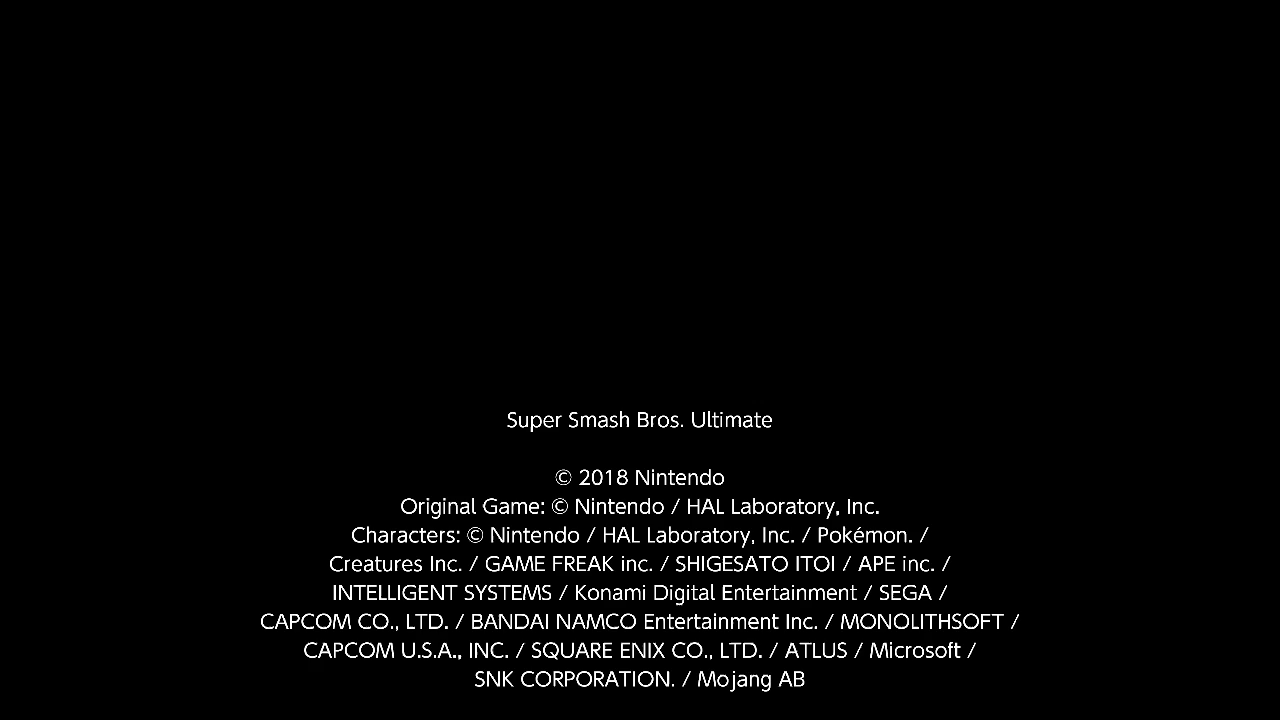 Super Smash Bros. Ultimate
© 2018 Nintendo
Original Game: © Nintendo / HAL Laboratory, Inc.
Characters: © Nintendo / HAL Laboratory, Inc. / Pokémon. /
Creatures Inc. / GAME FREAK inc. / SHIGESATO ITOI / APE inc. /
INTELLIGENT SYSTEMS / Konami Digital Entertainment / SEGA /
CAPCOM CO., LTD. / BANDAI NAMCO Entertainment Inc. / MONOLITHSOFT /
CAPCOM U.S.A., INC. / SQUARE ENIX CO., LTD. / ATLUS / Microsoft /
SNK CORPORATION. / Mojang AB